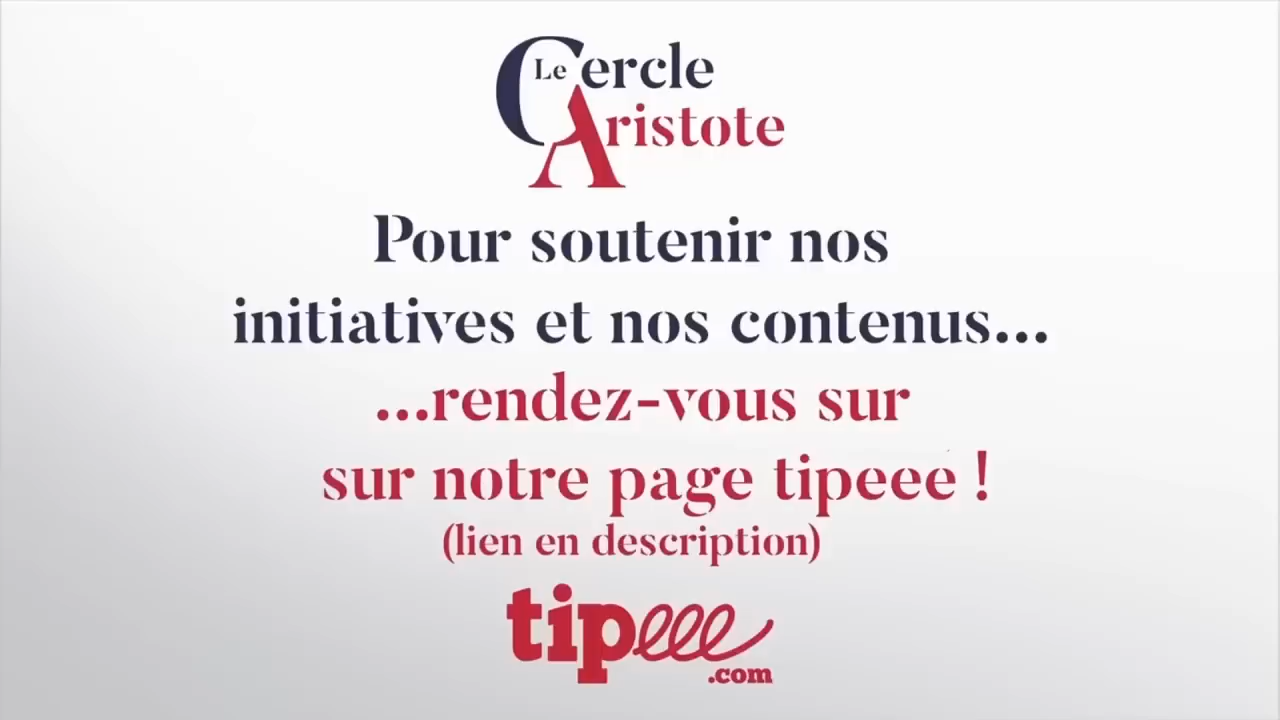 Le Cercle
Aristote
Pour soutenir nos
initiatives et nos contenus...
...rendez-vous sur
sur notre page tipeee !
(lien en description)
tipeee
.com